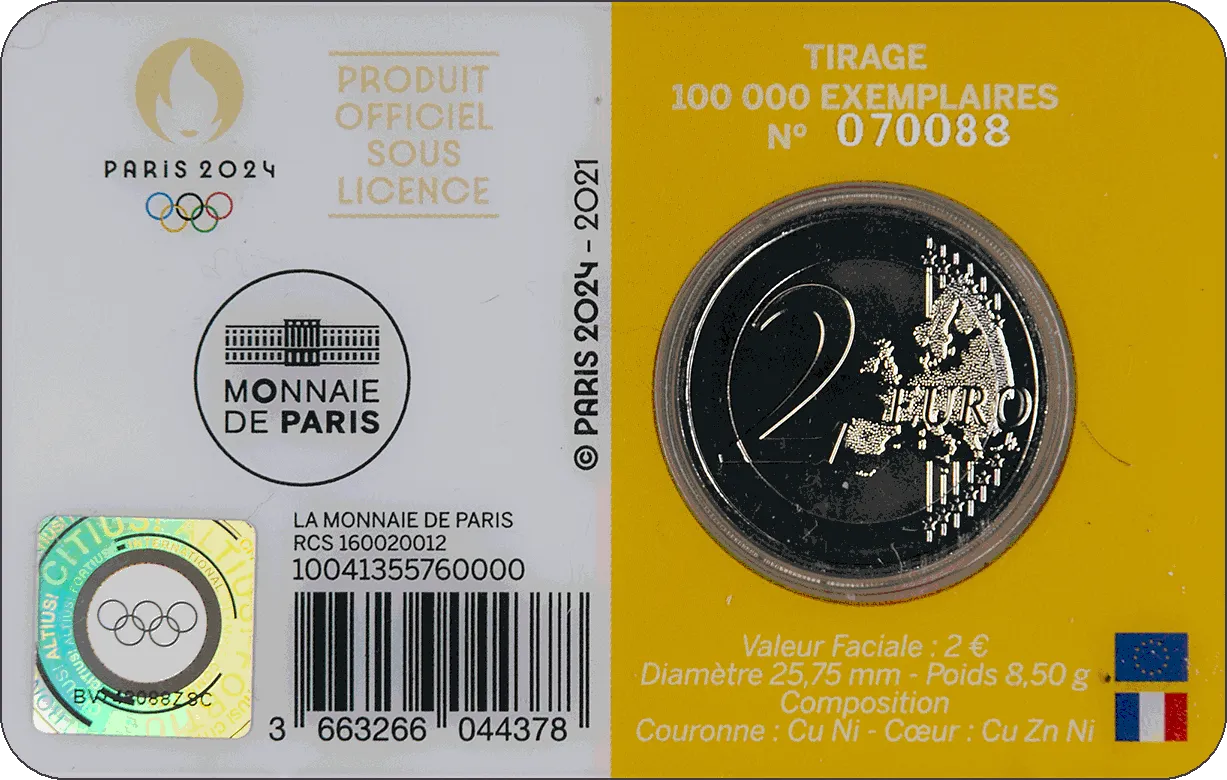 PARIS 2024
PRODUIT
OFFICIEL
SOUS
LICENCE
© PARIS 2024 - 2021
MONNAIE
DE PARIS
LA MONNAIE DE PARIS
RCS 160020012
10041355760000
3 663266 044378
CITIUS! ALTIUS!
TIRAGE
100 000 EXEMPLAIRES
Nº 070088
2 EURO
Valeur Faciale : 2 €
Diamètre 25,75 mm - Poids 8,50 g
Composition
Couronne : Cu Ni - Cœur : Cu Zn Ni